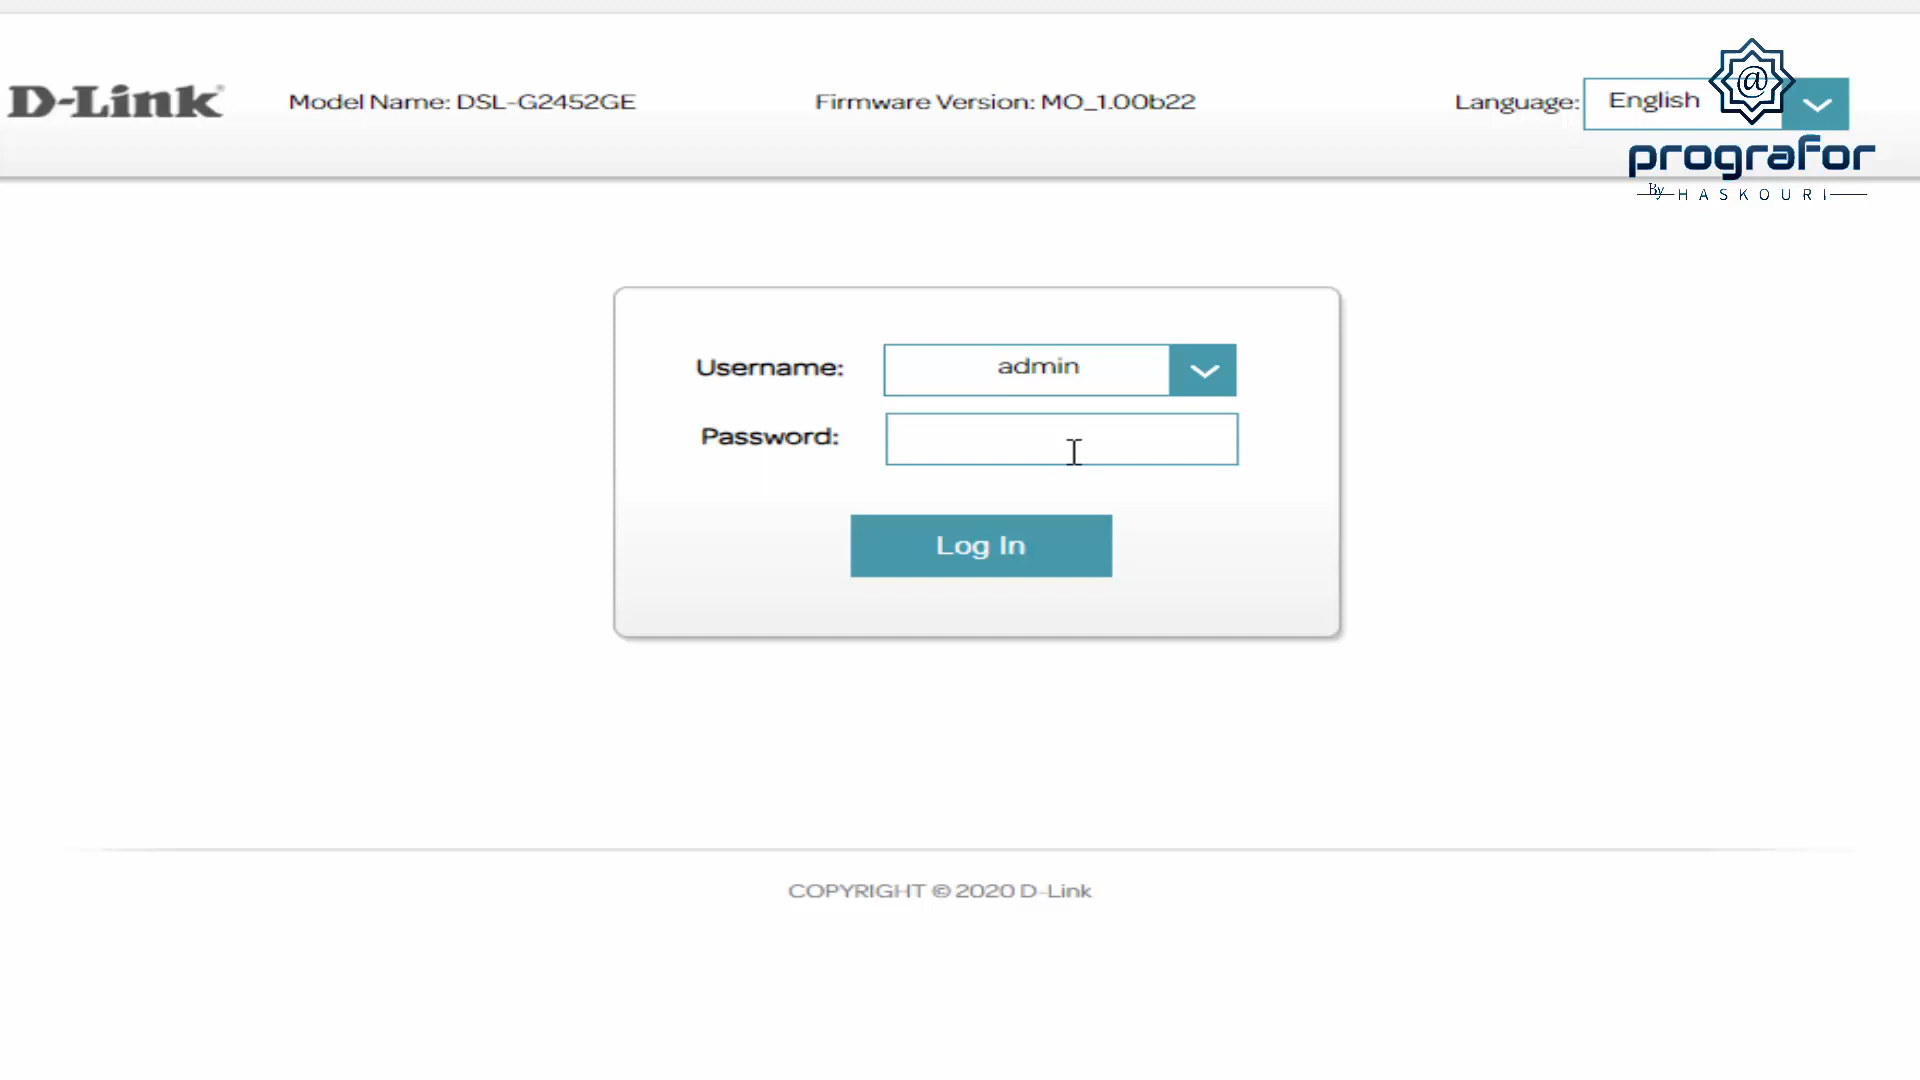 D-Link
Model Name: DSL-G2452GE
Firmware Version: MO_1.00b22
Language:
English
@
prografor
By HASKOURI
Username:
admin
Password:
Log In
COPYRIGHT © 2020 D-Link